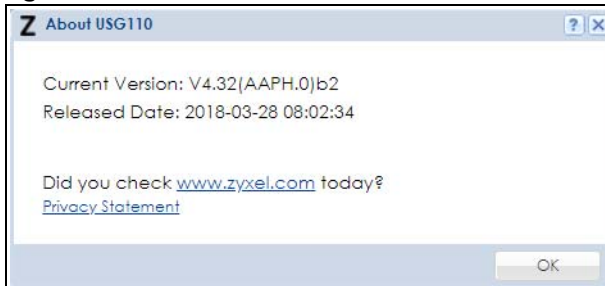 Z About USG110 ? X
Current Version: V4.32(AAPH.0)b2
Released Date: 2018-03-28 08:02:34
Did you check www.zyxel.com today?
Privacy Statement
OK